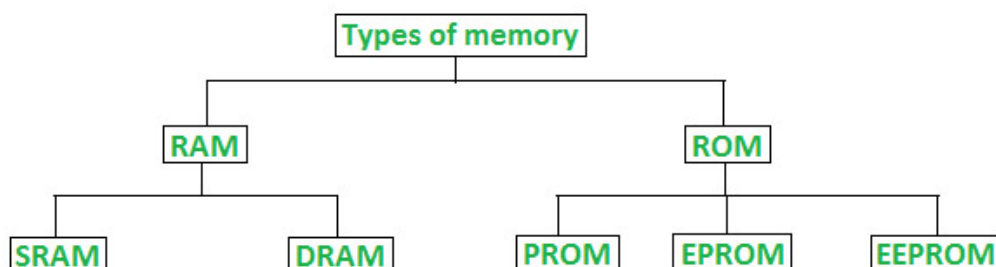 Types of memory
RAM ROM
SRAM DRAM PROM EPROM EEPROM